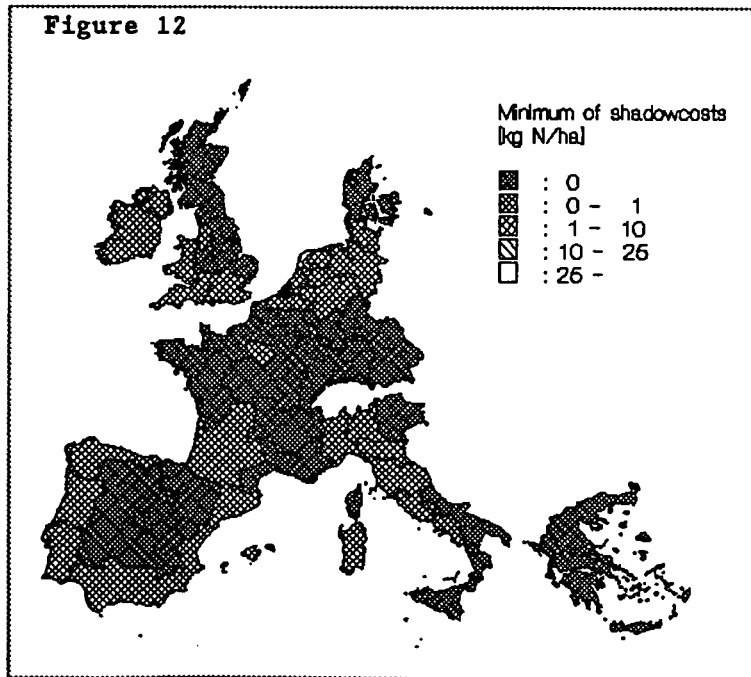 Figure 12
Minimum of shadowcosts
[kg N/ha]
: 0
: 0 - 1
: 1 - 10
: 10 - 25
: 25 -